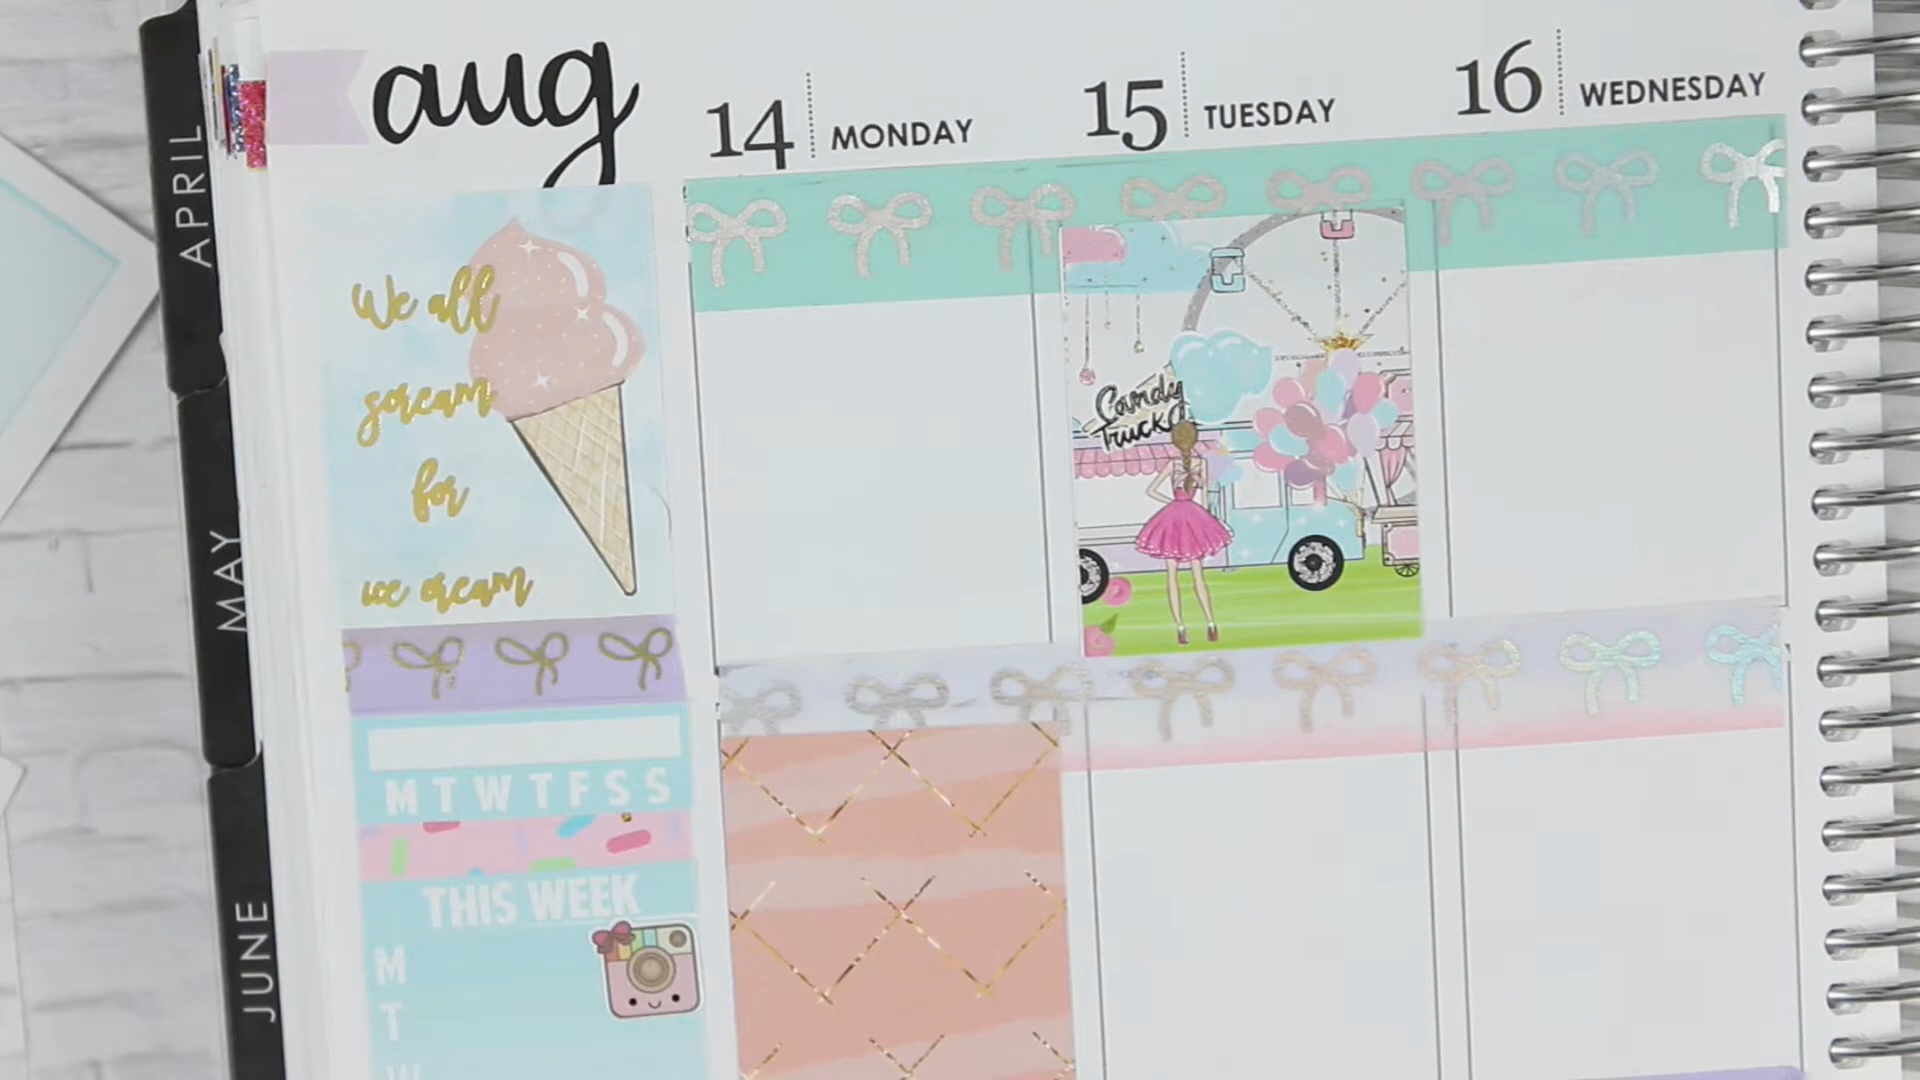 aug
14 MONDAY
15 TUESDAY
16 WEDNESDAY
APRIL
MAY
JUNE
We all
scream
for
ice cream
Candy
Truck
M T W T F S S
THIS WEEK
M
T
W